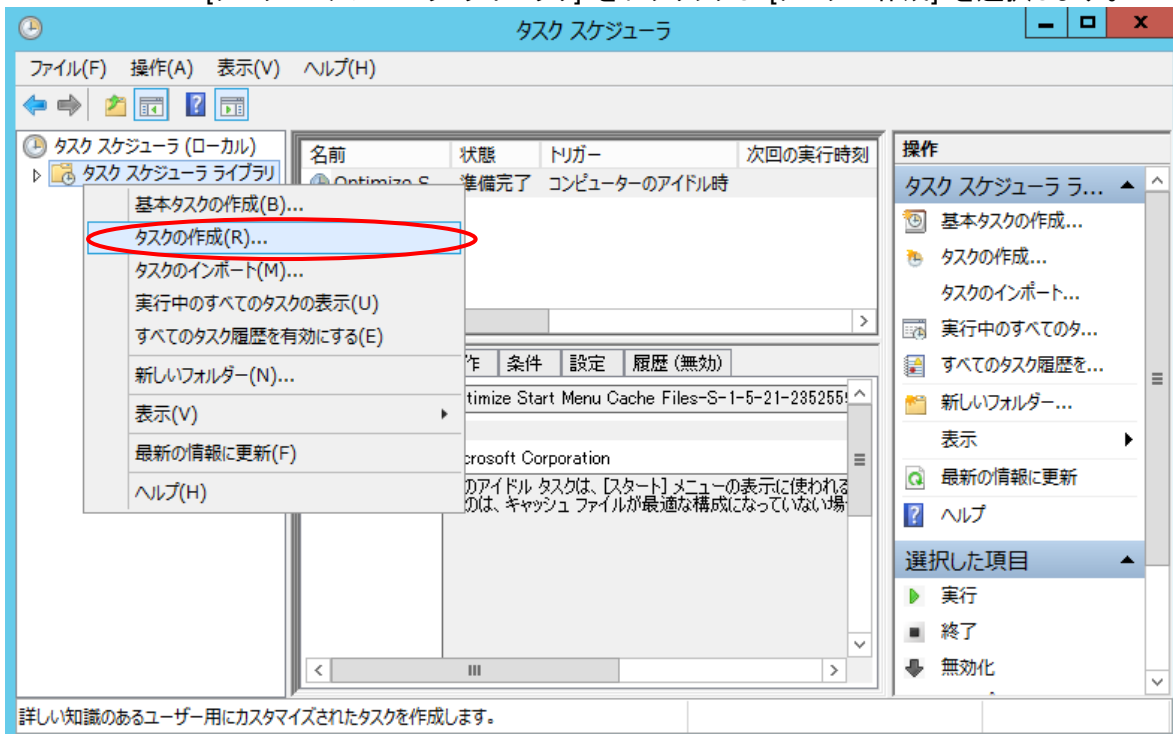 タスク スケジューラ
ファイル(F) 操作(A) 表示(V) ヘルプ(H)
タスク スケジューラ (ローカル)
タスク スケジューラ ライブラリ
基本タスクの作成(B)...
タスクの作成(R)...
タスクのインポート(M)...
実行中のすべてのタスクの表示(U)
すべてのタスク履歴を有効にする(E)
新しいフォルダー(N)...
表示(V)
最新の情報に更新(F)
ヘルプ(H)
名前 状態 トリガー 次回の実行時刻
Optimize S... 準備完了 コンピューターのアイドル時
条件 設定 履歴 (無効)
timize Start Menu Cache Files-S-1-5-21-235255
crosoft Corporation
のアイドル タスクは、[スタート] メニューの表示に使われる
のは、キャッシュ ファイルが最適な構成になっていない場
操作
タスク スケジューラ ラ...
基本タスクの作成...
タスクの作成...
タスクのインポート...
実行中のすべてのタ...
すべてのタスク履歴を...
新しいフォルダー...
表示
最新の情報に更新
ヘルプ
選択した項目
実行
終了
無効化
詳しい知識のあるユーザー用にカスタマイズされたタスクを作成します。